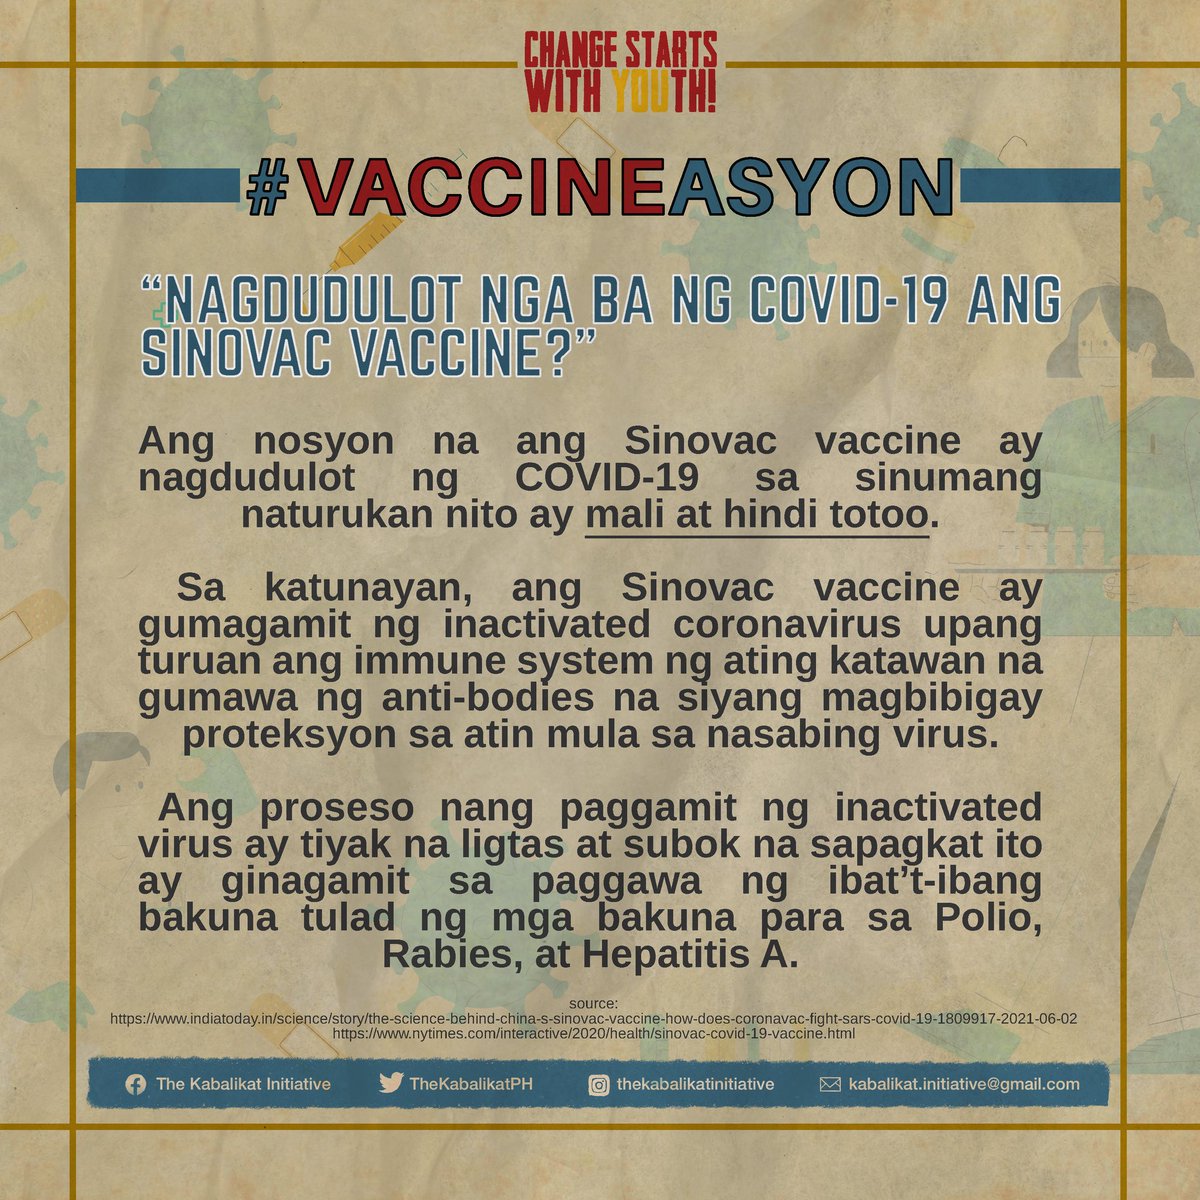 CHANGE STARTS
WITH YOUTH!
#VACCINEASYON
“NAGDUDULOT NGA BA NG COVID-19 ANG
SINOVAC VACCINE?”
Ang nosyon na ang Sinovac vaccine ay
nagdudulot ng COVID-19 sa sinumang
naturukan nito ay mali at hindi totoo.
Sa katunayan, ang Sinovac vaccine ay
gumagamit ng inactivated coronavirus upang
turuan ang immune system ng ating katawan na
gumawa ng anti-bodies na siyang magbibigay
proteksyon sa atin mula sa nasabing virus.
Ang proseso nang paggamit ng inactivated
virus ay tiyak na ligtas at subok na sapagkat ito
ay ginagamit sa paggawa ng ibat’t-ibang
bakuna tulad ng mga bakuna para sa Polio,
Rabies, at Hepatitis A.
source:
https://www.indiatoday.in/science/story/the-science-behind-china-s-sinovac-vaccine-how-does-coronavac-fight-sars-covid-19-1809917-2021-06-02
https://www.nytimes.com/interactive/2020/health/sinovac-covid-19-vaccine.html
The Kabalikat Initiative TheKabalikatPH thekabalikatinitiative kabalikat.initiative@gmail.com